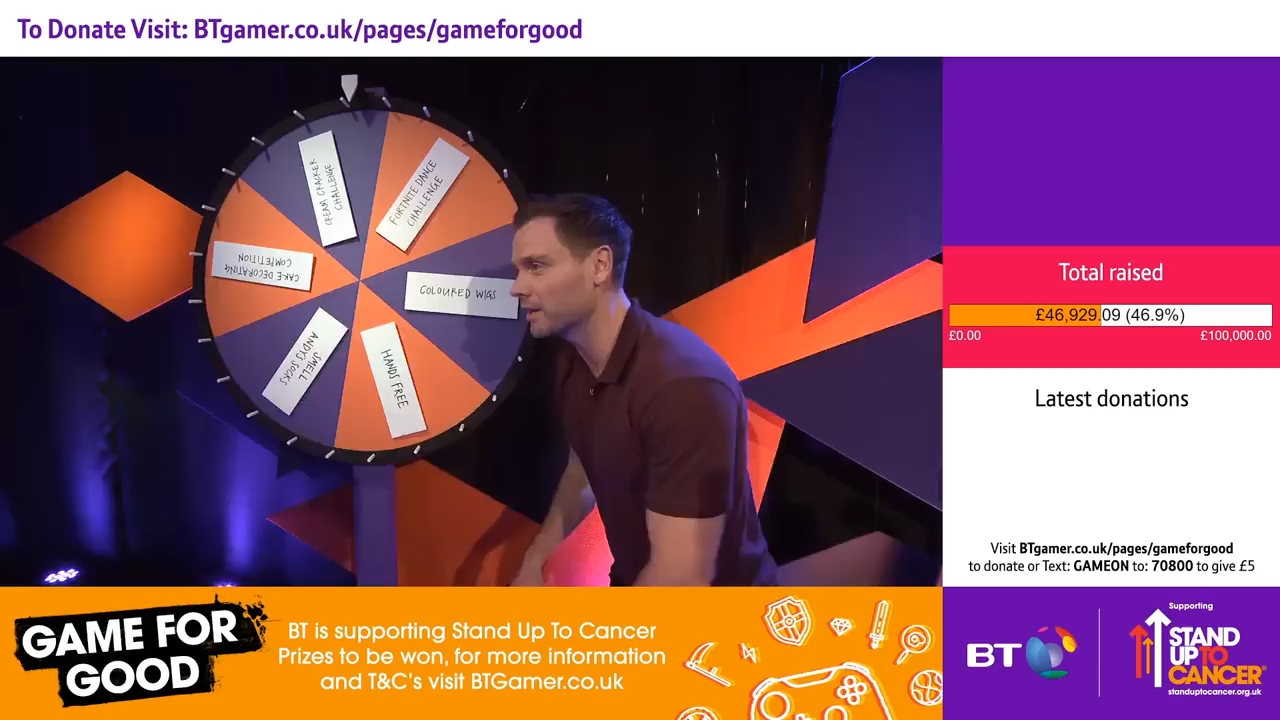 To Donate Visit: BTgamer.co.uk/pages/gameforgood
CREAM CRACKER
CHALLENGE
FORTNITE DANCE
CHALLENGE
CAKE DECORATING
COMPETITION
COLOURED WIGS
SMELL
ANDY'S SOCKS
HANDS FREE
Total raised
£46,929.09 (46.9%)
£0.00
£100,000.00
Latest donations
Visit BTgamer.co.uk/pages/gameforgood
to donate or Text: GAMEON to: 70800 to give £5
GAME FOR
GOOD
BT is supporting Stand Up To Cancer
Prizes to be won, for more information
and T&C's visit BTGamer.co.uk
BT
Supporting
STAND
UP TO
CANCER
standuptocancer.org.uk